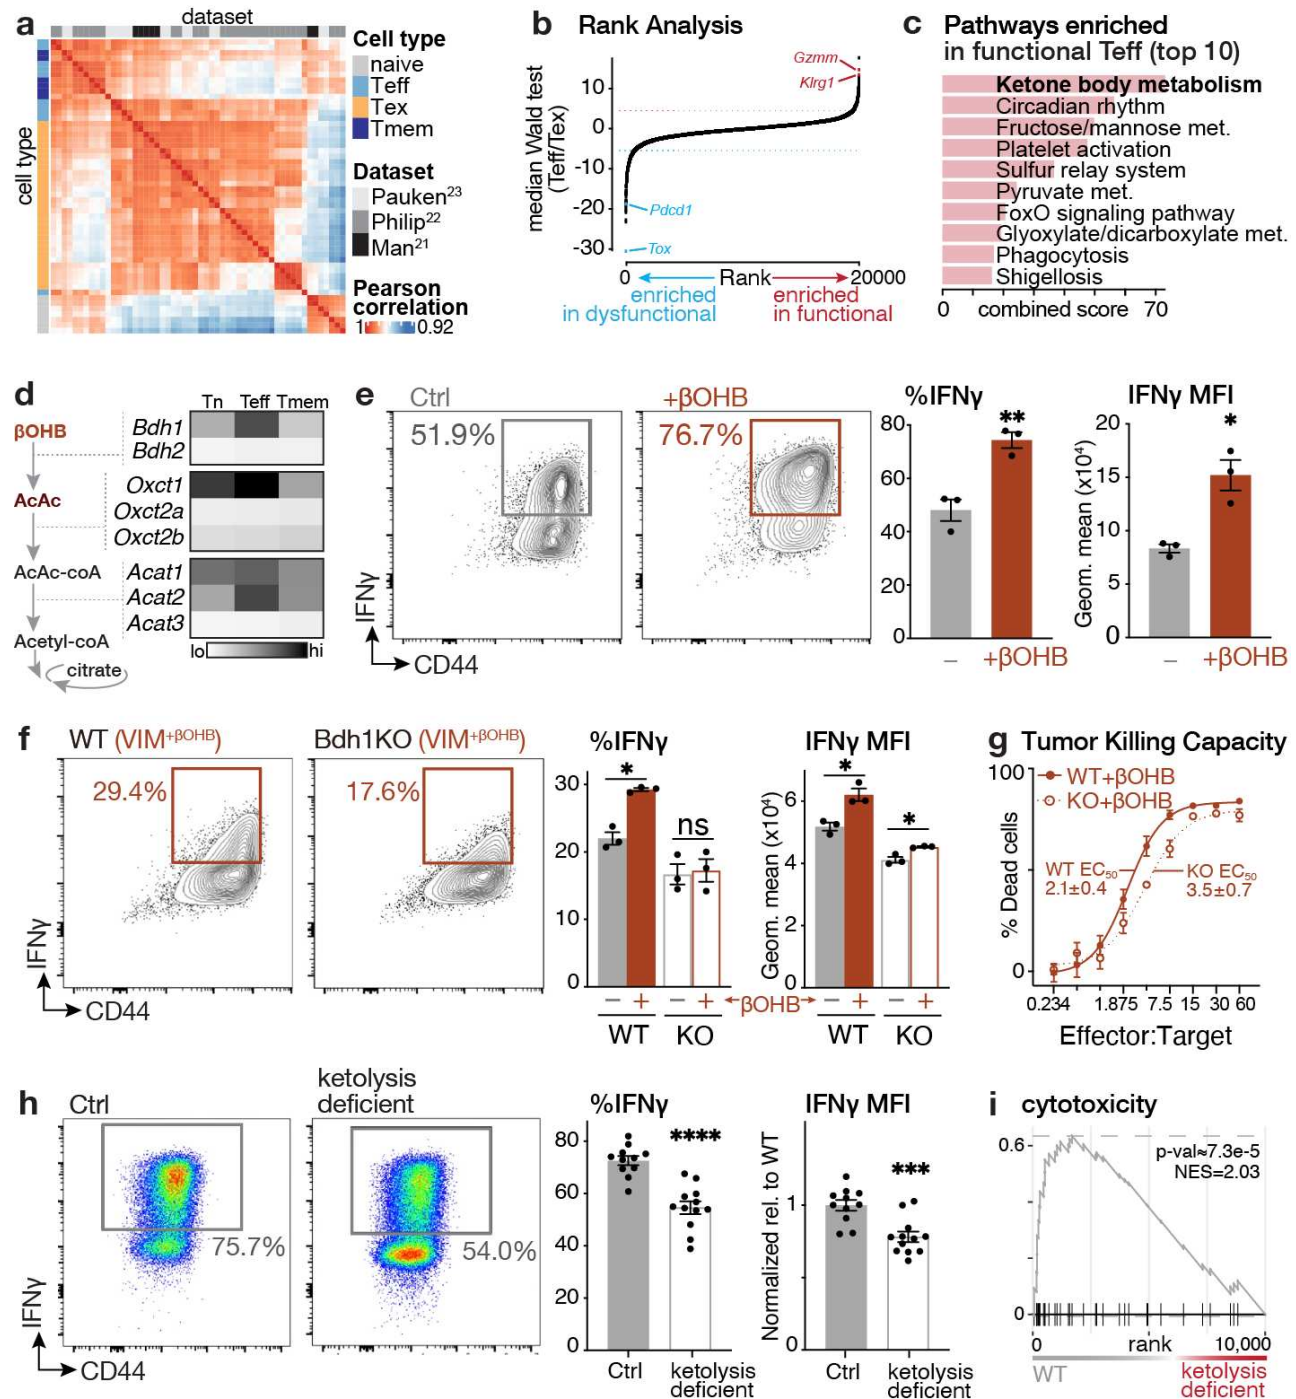 a
dataset
cell type
Cell type
naive
Teff
Tex
Tmem
Dataset
Pauken23
Philip22
Man21
Pearson
correlation
1 0.92
b Rank Analysis
median Wald test
(Teff/Tex)
10
0
-10
-20
-30
Gzmm
Klrg1
Pdcd1
Tox
0 Rank 20000
enriched
in dysfunctional
enriched
in functional
c Pathways enriched
in functional Teff (top 10)
Ketone body metabolism
Circadian rhythm
Fructose/mannose met.
Platelet activation
Sulfur relay system
Pyruvate met.
FoxO signaling pathway
Glyoxylate/dicarboxylate met.
Phagocytosis
Shigellosis
0 combined score 70
d
Tn Teff Tmem
βOHB
AcAc
AcAc-coA
Acetyl-coA
citrate
Bdh1
Bdh2
Oxct1
Oxct2a
Oxct2b
Acat1
Acat2
Acat3
lo hi
e
Ctrl
51.9%
+βOHB
76.7%
IFNγ
CD44
%IFNγ
80
60
40
20
0
**
– +βOHB
IFNγ MFI
Geom. mean (x10⁴)
20
15
10
5
0
*
– +βOHB
f
WT (VIM+βOHB)
29.4%
Bdh1KO (VIM+βOHB)
17.6%
IFNγ
CD44
%IFNγ
30
20
10
0
*
ns
– + – +
WT KO
βOHB
IFNγ MFI
Geom. mean (x10⁴)
6
4
2
0
*
*
– + – +
WT KO
g Tumor Killing Capacity
% Dead cells
100
0
WT+βOHB
KO+βOHB
WT EC50
2.1±0.4
KO EC50
3.5±0.7
0.234 1.875 7.5 15 30 60
Effector:Target
h
Ctrl
75.7%
ketolysis
deficient
54.0%
IFNγ
CD44
%IFNγ
80
60
40
20
0
****
Ctrl ketolysis
deficient
IFNγ MFI
Normalized rel. to WT
1
0
***
Ctrl ketolysis
deficient
i cytotoxicity
0.6
0
p-val≈7.3e-5
NES=2.03
0 rank 10,000
WT ketolysis
deficient